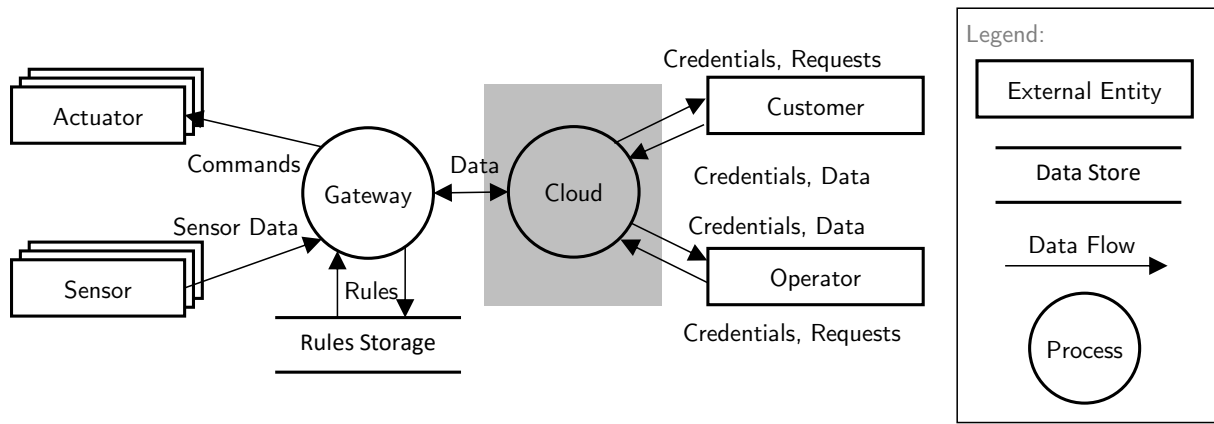 Actuator
Commands
Sensor Data
Sensor
Gateway
Rules
Rules Storage
Data
Cloud
Credentials, Requests
Customer
Credentials, Data
Credentials, Data
Operator
Credentials, Requests
Legend:
External Entity
Data Store
Data Flow
Process